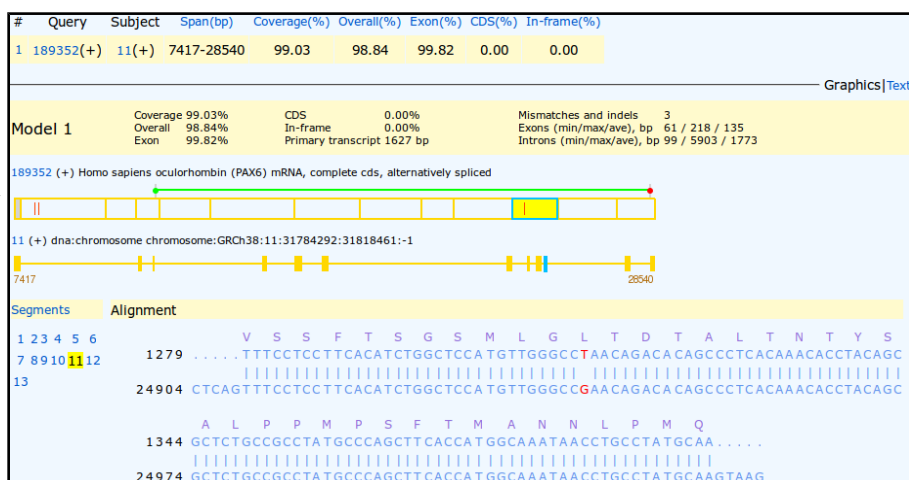 # Query Subject Span(bp) Coverage(%) Overall(%) Exon(%) CDS(%) In-frame(%)
1 189352(+) 11(+) 7417-28540 99.03 98.84 99.82 0.00 0.00
Graphics|Text
Model 1
Coverage 99.03% CDS 0.00% Mismatches and indels 3
Overall 98.84% In-frame 0.00% Exons (min/max/ave), bp 61 / 218 / 135
Exon 99.82% Primary transcript 1627 bp Introns (min/max/ave), bp 99 / 5903 / 1773
189352 (+) Homo sapiens oculorhombin (PAX6) mRNA, complete cds, alternatively spliced
11 (+) dna:chromosome chromosome:GRCh38:11:31784292:31818461:-1
7417 28540
Segments Alignment
1 2 3 4 5 6
7 8 9 10 11 12
13
V S S F T S G S M L G L T D T A L T N T Y S
1279 .....TTTCCTCCTTCACATCTGGCTCCATGTTGGGCCTAACAGACACAGCCCTCACAAACACCTACAGC
24904 CTCAGTTTCCTCCTTCACATCTGGCTCCATGTTGGGCCGAACAGACACAGCCCTCACAAACACCTACAGC
A L P P M P S F T M A N N L P M Q
1344 GCTCTGCCGCCTATGCCCAGCTTCACCATGGCAAATAACCTGCCTATGCAA.....
24974 GCTCTGCCGCCTATGCCCAGCTTCACCATGGCAAATAACCTGCCTATGCAAGTAAG